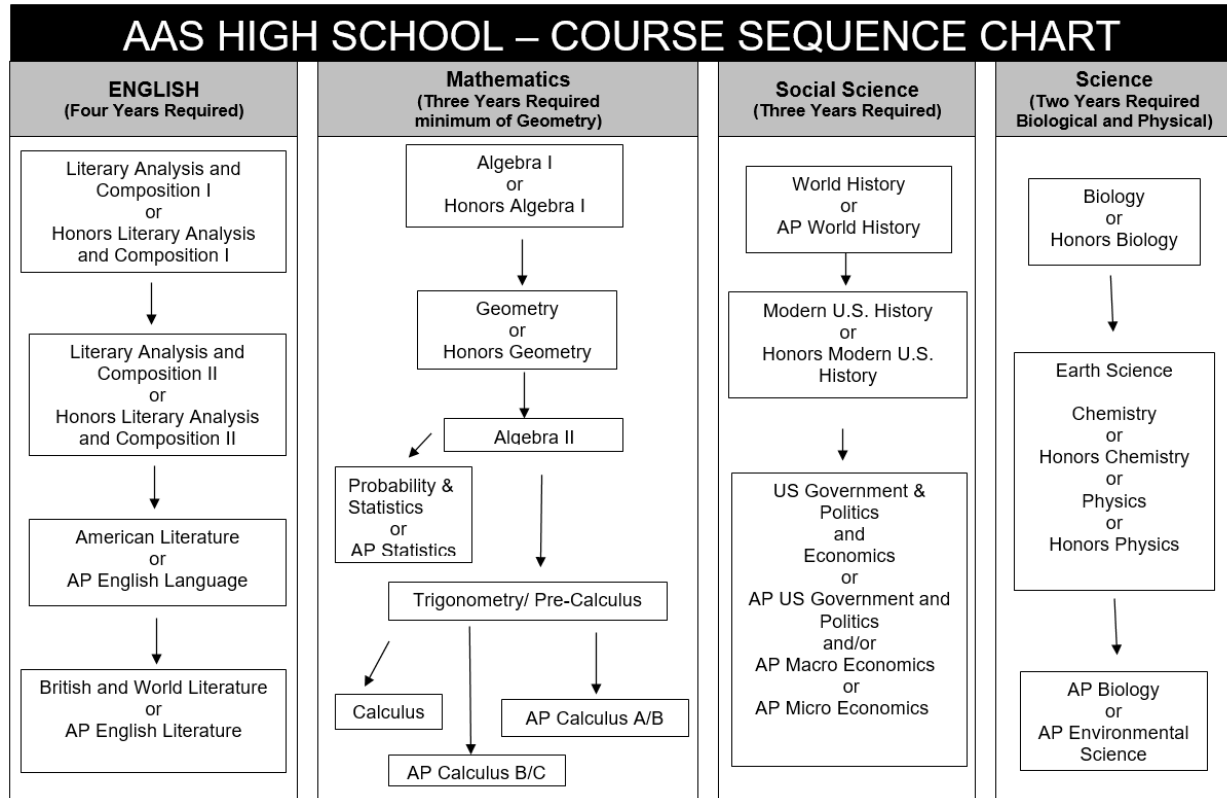 AAS HIGH SCHOOL – COURSE SEQUENCE CHART
ENGLISH
(Four Years Required)
Literary Analysis and
Composition I
or
Honors Literary Analysis
and Composition I
Literary Analysis and
Composition II
or
Honors Literary Analysis
and Composition II
American Literature
or
AP English Language
British and World Literature
or
AP English Literature
Mathematics
(Three Years Required
minimum of Geometry)
Algebra I
or
Honors Algebra I
Geometry
or
Honors Geometry
Algebra II
Probability &
Statistics
or
AP Statistics
Trigonometry/ Pre-Calculus
Calculus
AP Calculus A/B
AP Calculus B/C
Social Science
(Three Years Required)
World History
or
AP World History
Modern U.S. History
or
Honors Modern U.S.
History
US Government &
Politics
and
Economics
or
AP US Government and
Politics
and/or
AP Macro Economics
or
AP Micro Economics
Science
(Two Years Required
Biological and Physical)
Biology
or
Honors Biology
Earth Science
Chemistry
or
Honors Chemistry
or
Physics
or
Honors Physics
AP Biology
or
AP Environmental
Science